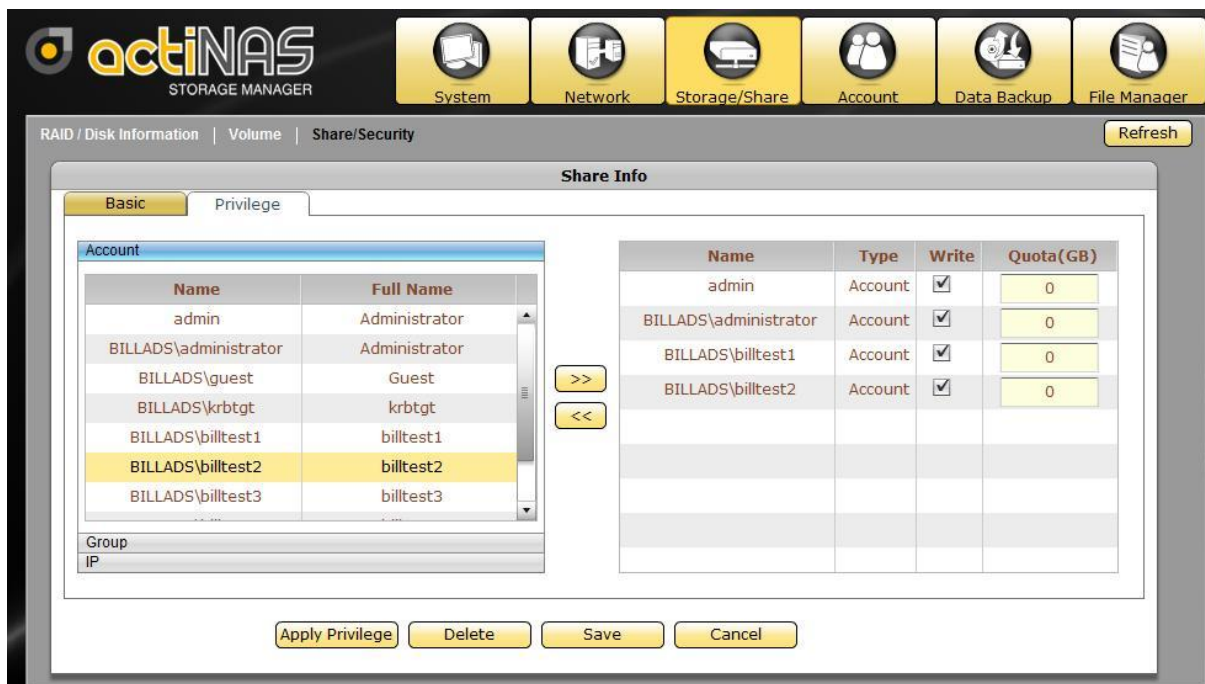 actiNAS
STORAGE MANAGER
System
Network
Storage/Share
Account
Data Backup
File Manager
RAID / Disk Information | Volume | Share/Security
Refresh
Share Info
Basic
Privilege
Account
Name Full Name
admin Administrator
BILLADS\administrator Administrator
BILLADS\guest Guest
BILLADS\krbtgt krbtgt
BILLADS\billtest1 billtest1
BILLADS\billtest2 billtest2
BILLADS\billtest3 billtest3
Group
IP
>>
<<
Name Type Write Quota(GB)
admin Account 0
BILLADS\administrator Account 0
BILLADS\billtest1 Account 0
BILLADS\billtest2 Account 0
Apply Privilege
Delete
Save
Cancel